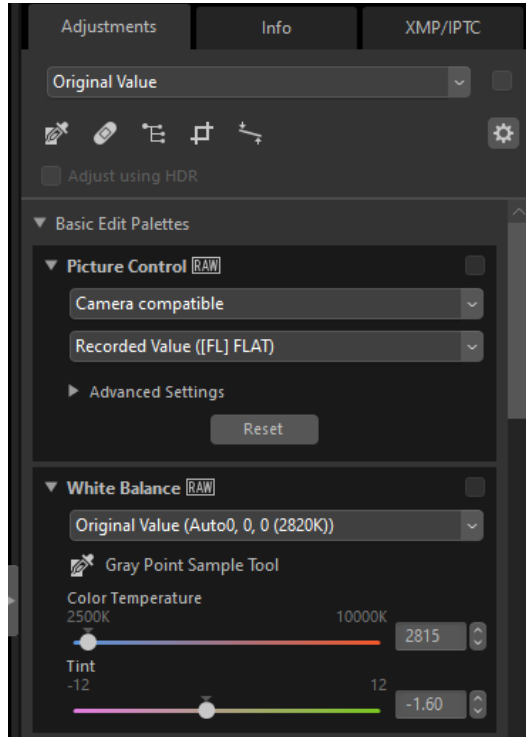 Adjustments Info XMP/IPTC
Original Value
Adjust using HDR
Basic Edit Palettes
Picture Control RAW
Camera compatible
Recorded Value ([FL] FLAT)
Advanced Settings
Reset
White Balance RAW
Original Value (Auto0, 0, 0 (2820K))
Gray Point Sample Tool
Color Temperature
2500K 10000K
2815
Tint
-12 12
-1.60